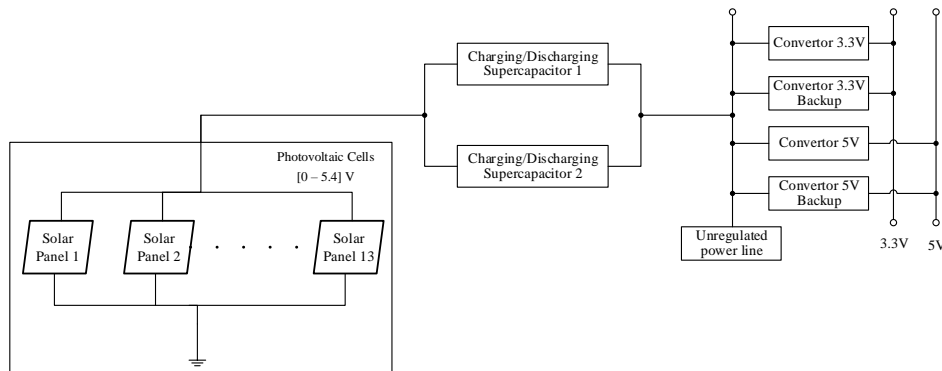 Photovoltaic Cells
[0 – 5.4] V
Solar
Panel 1
Solar
Panel 2
Solar
Panel 13
Charging/Discharging
Supercapacitor 1
Charging/Discharging
Supercapacitor 2
Convertor 3.3V
Convertor 3.3V
Backup
Convertor 5V
Convertor 5V
Backup
Unregulated
power line
3.3V
5V